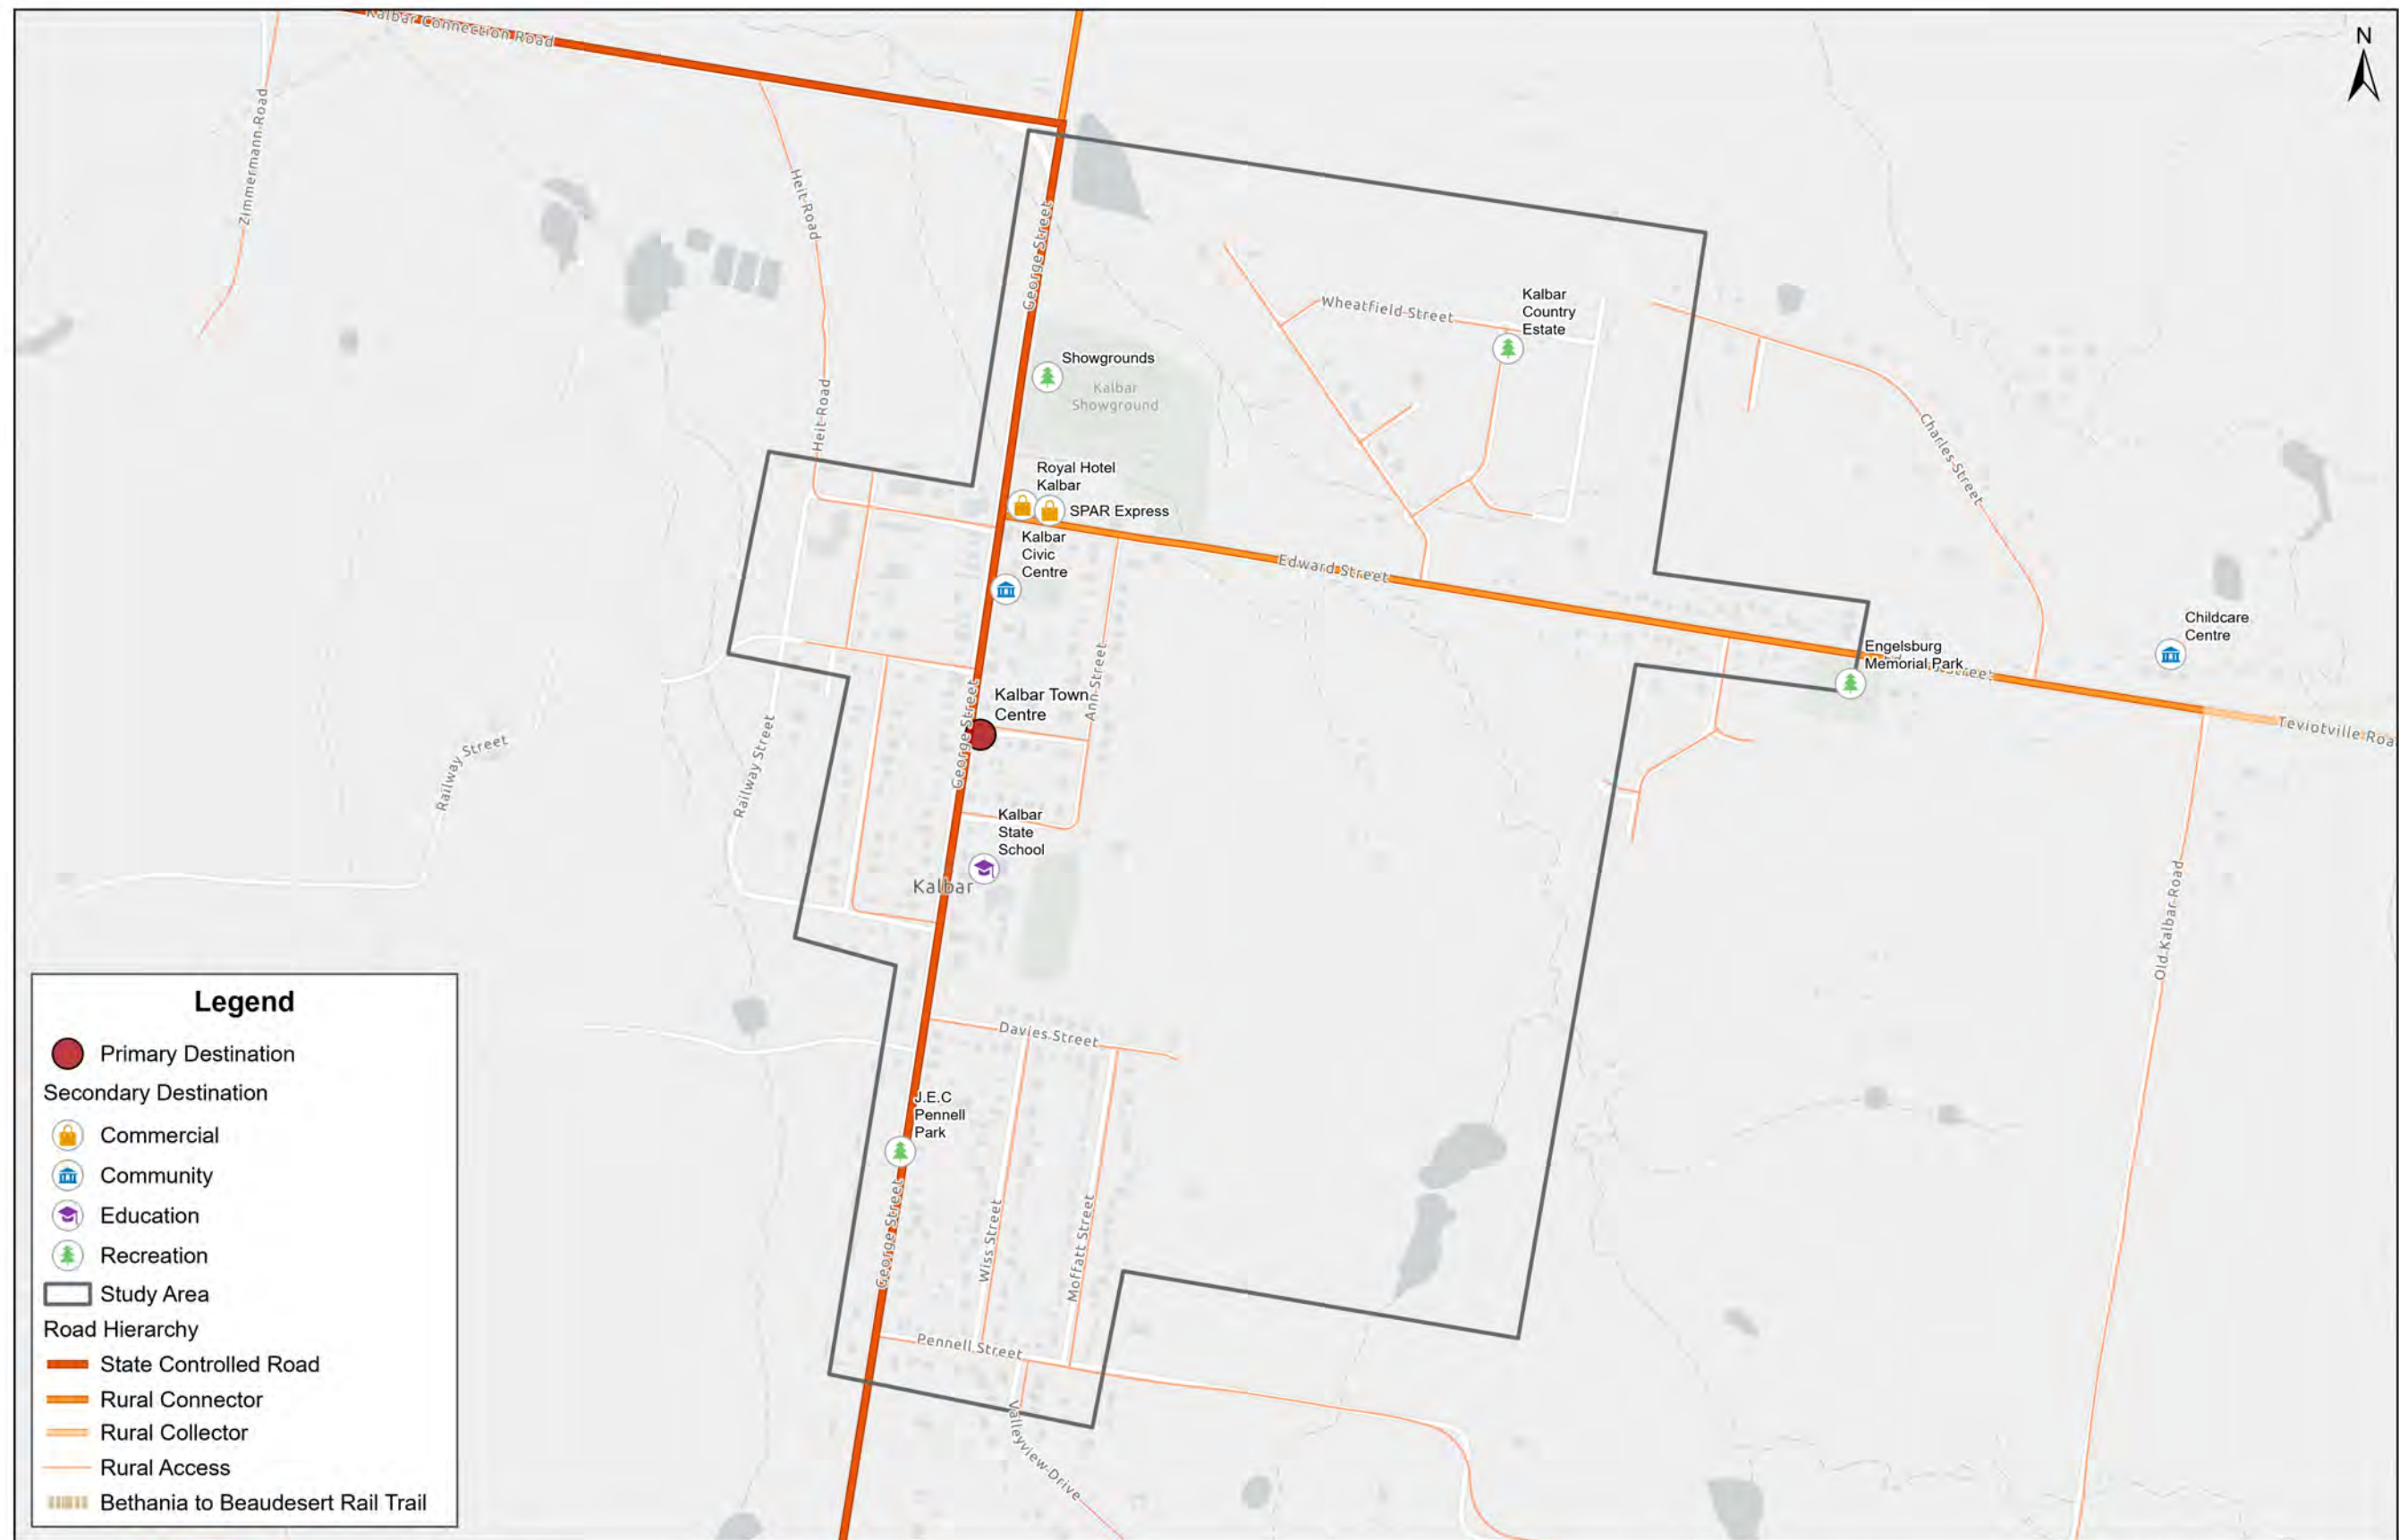 Kalbar Connection Road
N
Zimmermann Road
Heit Road
George Street
Wheatfield Street
Kalbar
Country
Estate
Showgrounds
Kalbar
Showground
Heit Road
Charles Street
Royal Hotel
Kalbar
SPAR Express
Kalbar
Civic
Centre
Edward Street
Childcare
Centre
Engelsburg
Memorial Park
Street
Ann Street
Kalbar Town
Centre
George Street
Teviotville Roa
Railway Street
Railway Street
Kalbar
State
School
Kalbar
Old Kalbar Road
Davies Street
J.E.C
Pennell
Park
George Street
Wiss Street
Moffatt Street
Pennell Street
Valleyview Drive
Legend
Primary Destination
Secondary Destination
Commercial
Community
Education
Recreation
Study Area
Road Hierarchy
State Controlled Road
Rural Connector
Rural Collector
Rural Access
Bethania to Beaudesert Rail Trail